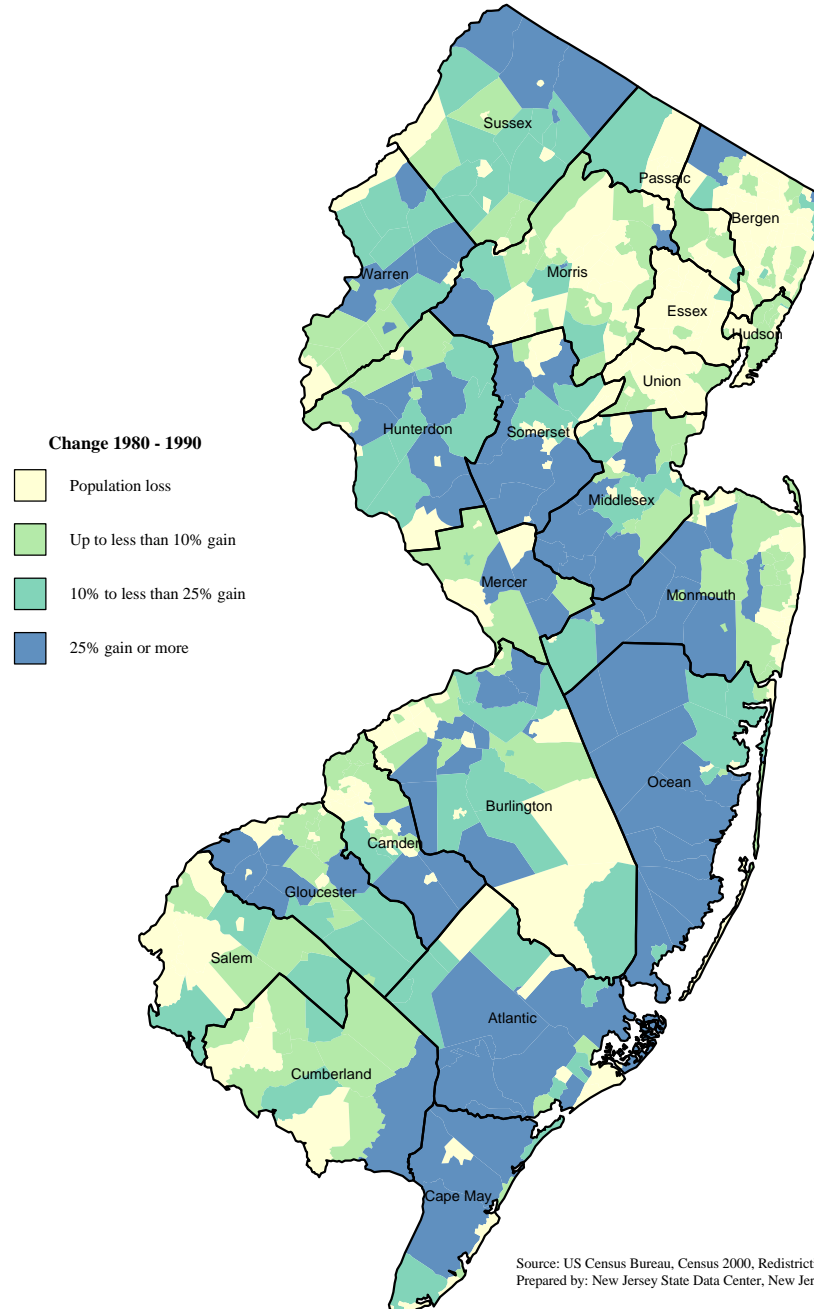 Sussex
Passaic
Bergen
Warren
Morris
Essex
Hudson
Union
Hunterdon
Somerset
Change 1980 - 1990
Population loss
Up to less than 10% gain
10% to less than 25% gain
25% gain or more
Middlesex
Mercer
Monmouth
Ocean
Burlington
Camden
Gloucester
Salem
Atlantic
Cumberland
Cape May
Source: US Census Bureau, Census 2000, Redistrict
Prepared by: New Jersey State Data Center, New Jer